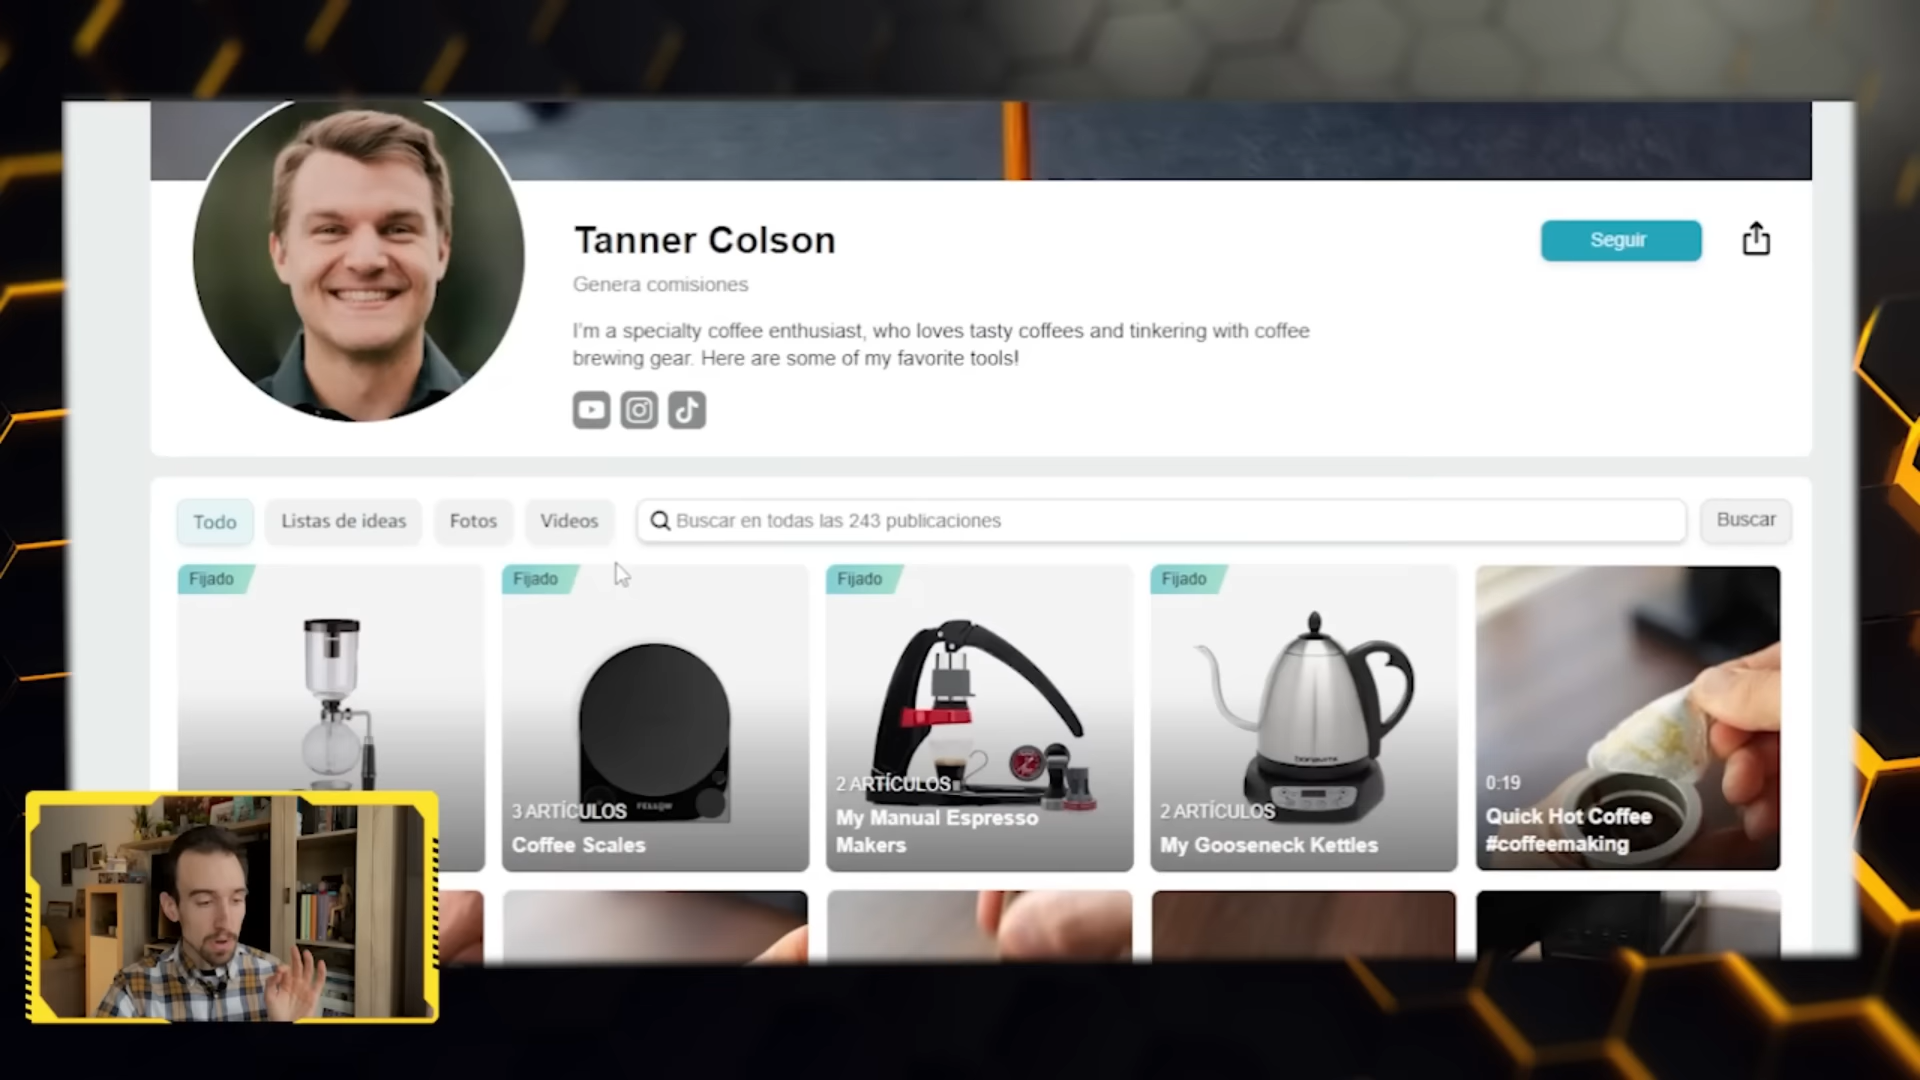 Tanner Colson
Seguir
Genera comisiones
I'm a specialty coffee enthusiast, who loves tasty coffees and tinkering with coffee
brewing gear. Here are some of my favorite tools!
Todo
Listas de ideas
Fotos
Videos
Buscar en todas las 243 publicaciones
Buscar
Fijado
Fijado
Fijado
Fijado
FELLOW
3 ARTÍCULOS
Coffee Scales
2 ARTÍCULOS
My Manual Espresso
Makers
bonavita
2 ARTÍCULOS
My Gooseneck Kettles
0:19
Quick Hot Coffee
#coffeemaking